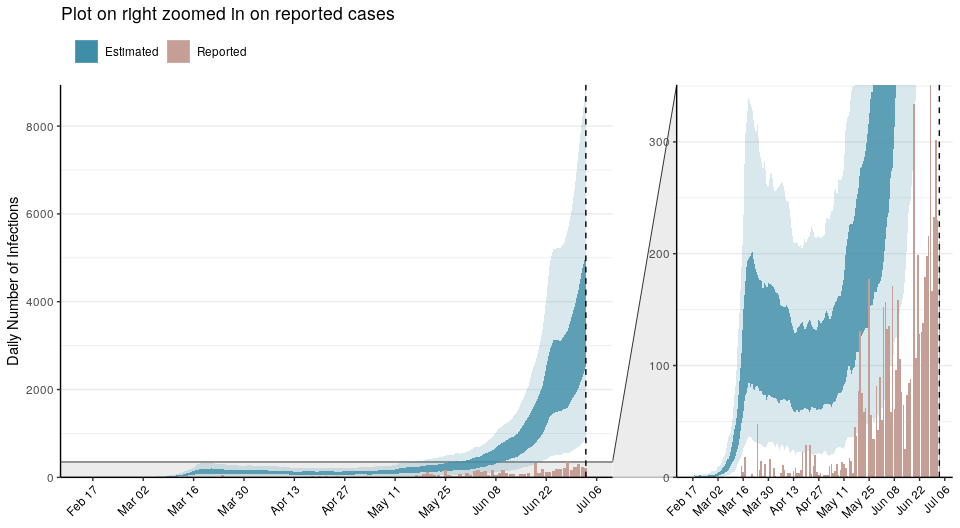 Plot on right zoomed in on reported cases
Estimated Reported
Daily Number of Infections
8000
6000
4000
2000
0
Feb 17 Mar 02 Mar 16 Mar 30 Apr 13 Apr 27 May 11 May 25 Jun 08 Jun 22 Jul 06
300
200
100
0
Feb 17 Mar 02 Mar 16 Mar 30 Apr 13 Apr 27 May 11 May 25 Jun 08 Jun 22 Jul 06